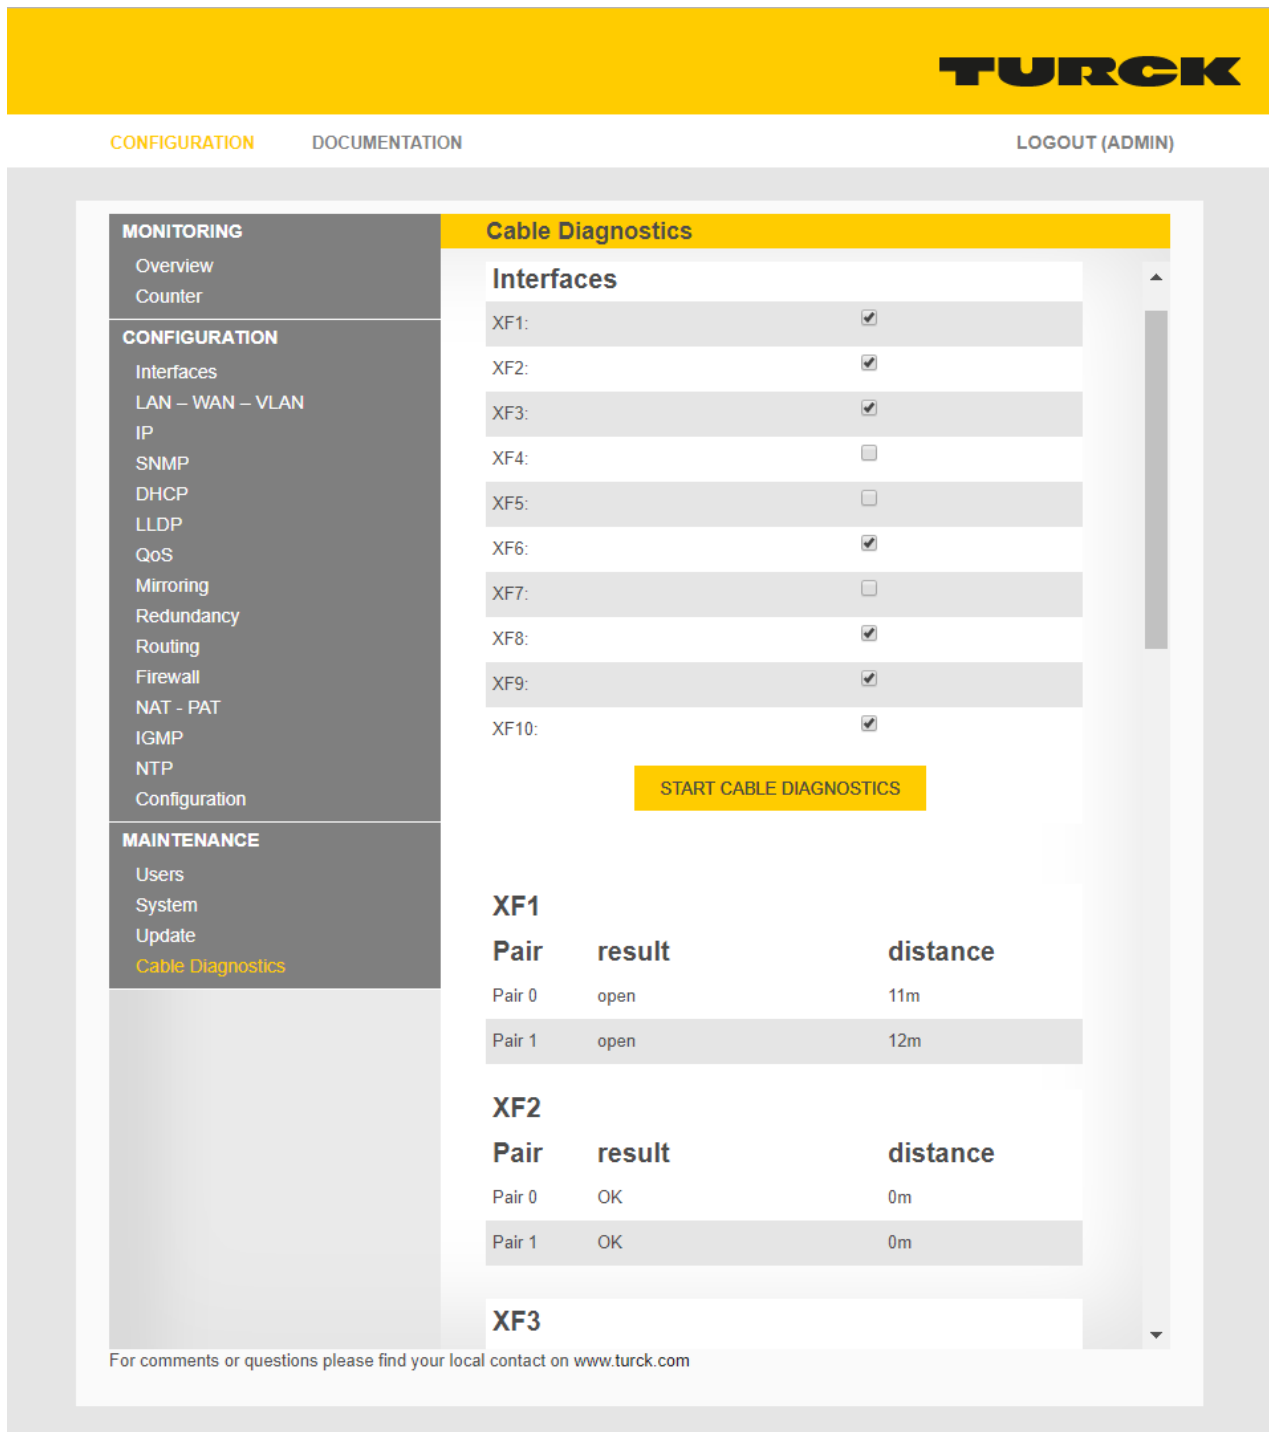 TURCK
CONFIGURATION DOCUMENTATION LOGOUT (ADMIN)
MONITORING
Overview
Counter
CONFIGURATION
Interfaces
LAN – WAN – VLAN
IP
SNMP
DHCP
LLDP
QoS
Mirroring
Redundancy
Routing
Firewall
NAT - PAT
IGMP
NTP
Configuration
MAINTENANCE
Users
System
Update
Cable Diagnostics
Cable Diagnostics
Interfaces
XF1:
XF2:
XF3:
XF4:
XF5:
XF6:
XF7:
XF8:
XF9:
XF10:
START CABLE DIAGNOSTICS
XF1
Pair result distance
Pair 0 open 11m
Pair 1 open 12m
XF2
Pair result distance
Pair 0 OK 0m
Pair 1 OK 0m
XF3
For comments or questions please find your local contact on www.turck.com